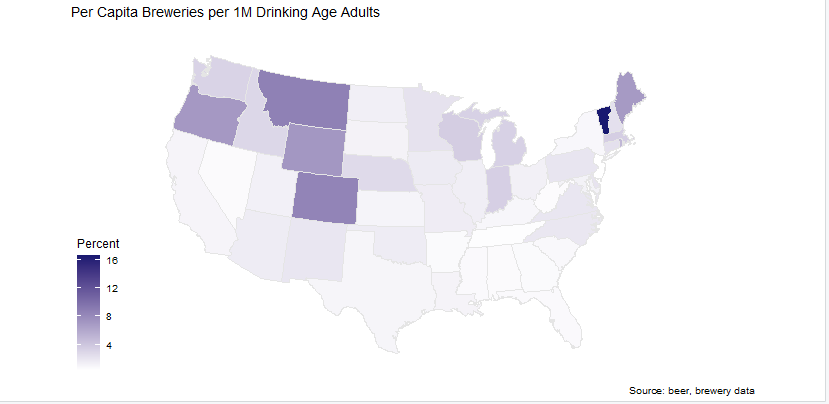 Per Capita Breweries per 1M Drinking Age Adults
Percent
16
12
8
4
Source: beer, brewery data